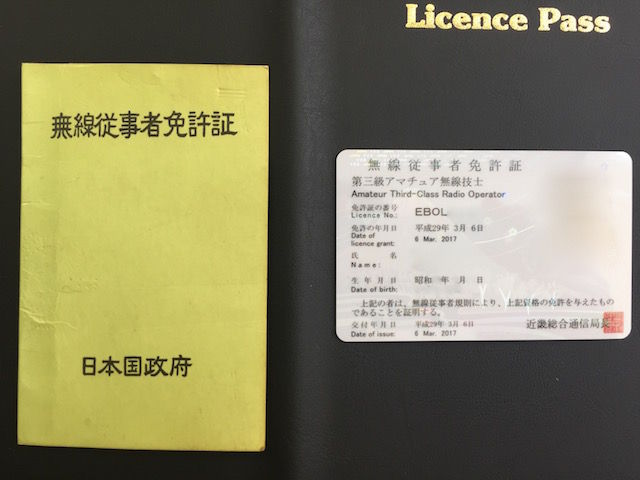 Licence Pass
無線従事者免許証
日本国政府
無線従事者免許証
第三級アマチュア無線技士
Amateur Third-Class Radio Operator
免許証の番号
Licence No.: EBOL
免許の年月日 平成29年 3月 6日
Date of
licence grant: 6 Mar. 2017
氏 名
Name:
生年月日 昭和 年 月 日
Date of birth:
上記の者は、無線従事者規則により、上記資格の免許を与えたもの
であることを証明する。
交付年月日 平成29年 3月 6日
Date of issue: 6 Mar. 2017
近畿総合通信局長